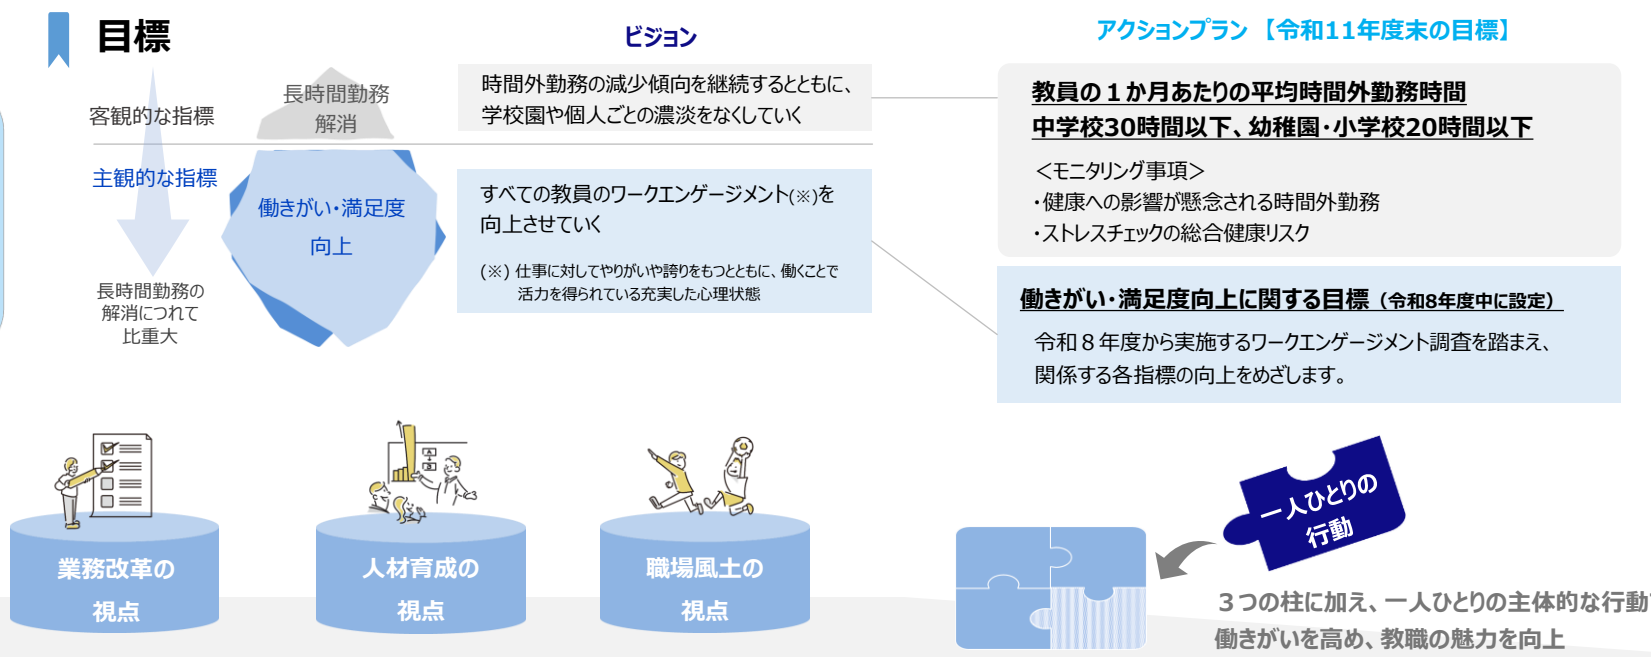 目標
ビジョン
アクションプラン【令和11年度末の目標】
客観的な指標
主観的な指標
長時間勤務の
解消につれて
比重大
長時間勤務
解消
働きがい・満足度
向上
時間外勤務の減少傾向を継続するとともに、
学校園や個人ごとの濃淡をなくしていく
すべての教員のワークエンゲージメント(※)を
向上させていく
(※) 仕事に対してやりがいや誇りをもつとともに、働くことで
活力を得られている充実した心理状態
教員の１か月あたりの平均時間外勤務時間
中学校30時間以下、幼稚園・小学校20時間以下
＜モニタリング事項＞
・健康への影響が懸念される時間外勤務
・ストレスチェックの総合健康リスク
働きがい・満足度向上に関する目標（令和8年度中に設定）
令和８年度から実施するワークエンゲージメント調査を踏まえ、
関係する各指標の向上をめざします。
業務改革の
視点
人材育成の
視点
職場風土の
視点
一人ひとりの
行動
３つの柱に加え、一人ひとりの主体的な行動
働きがいを高め、教職の魅力を向上